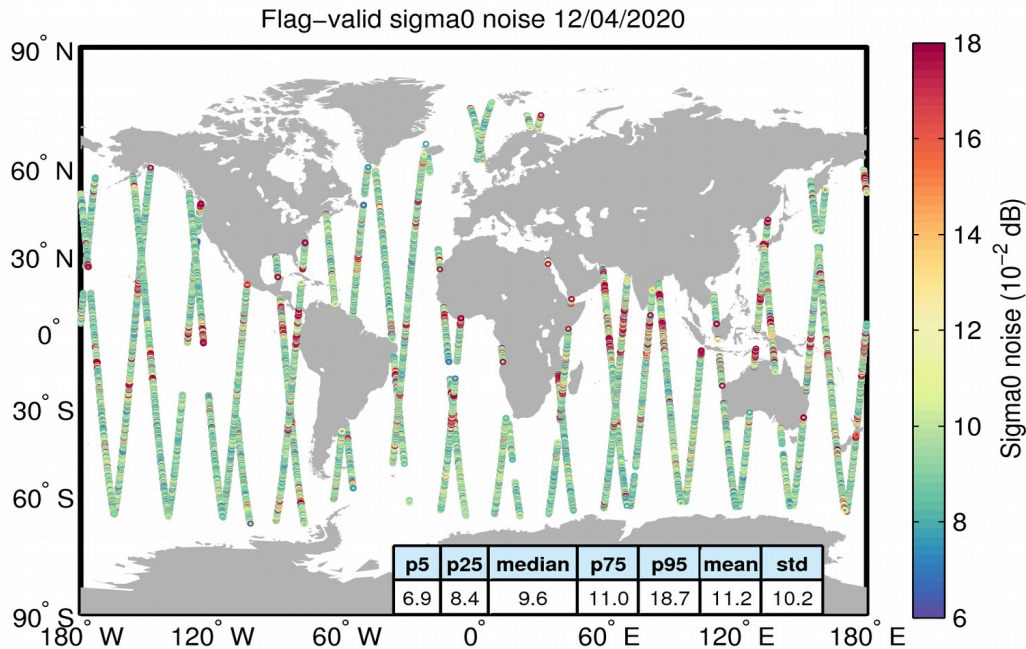 Flag−valid sigma0 noise 12/04/2020
90° N
60° N
30° N
0°
30° S
60° S
90° S
180° W
120° W
60° W
0°
60° E
120° E
180° E
p5 p25 median p75 p95 mean std
6.9 8.4 9.6 11.0 18.7 11.2 10.2
18
16
14
12
10
8
6
Sigma0 noise (10⁻² dB)